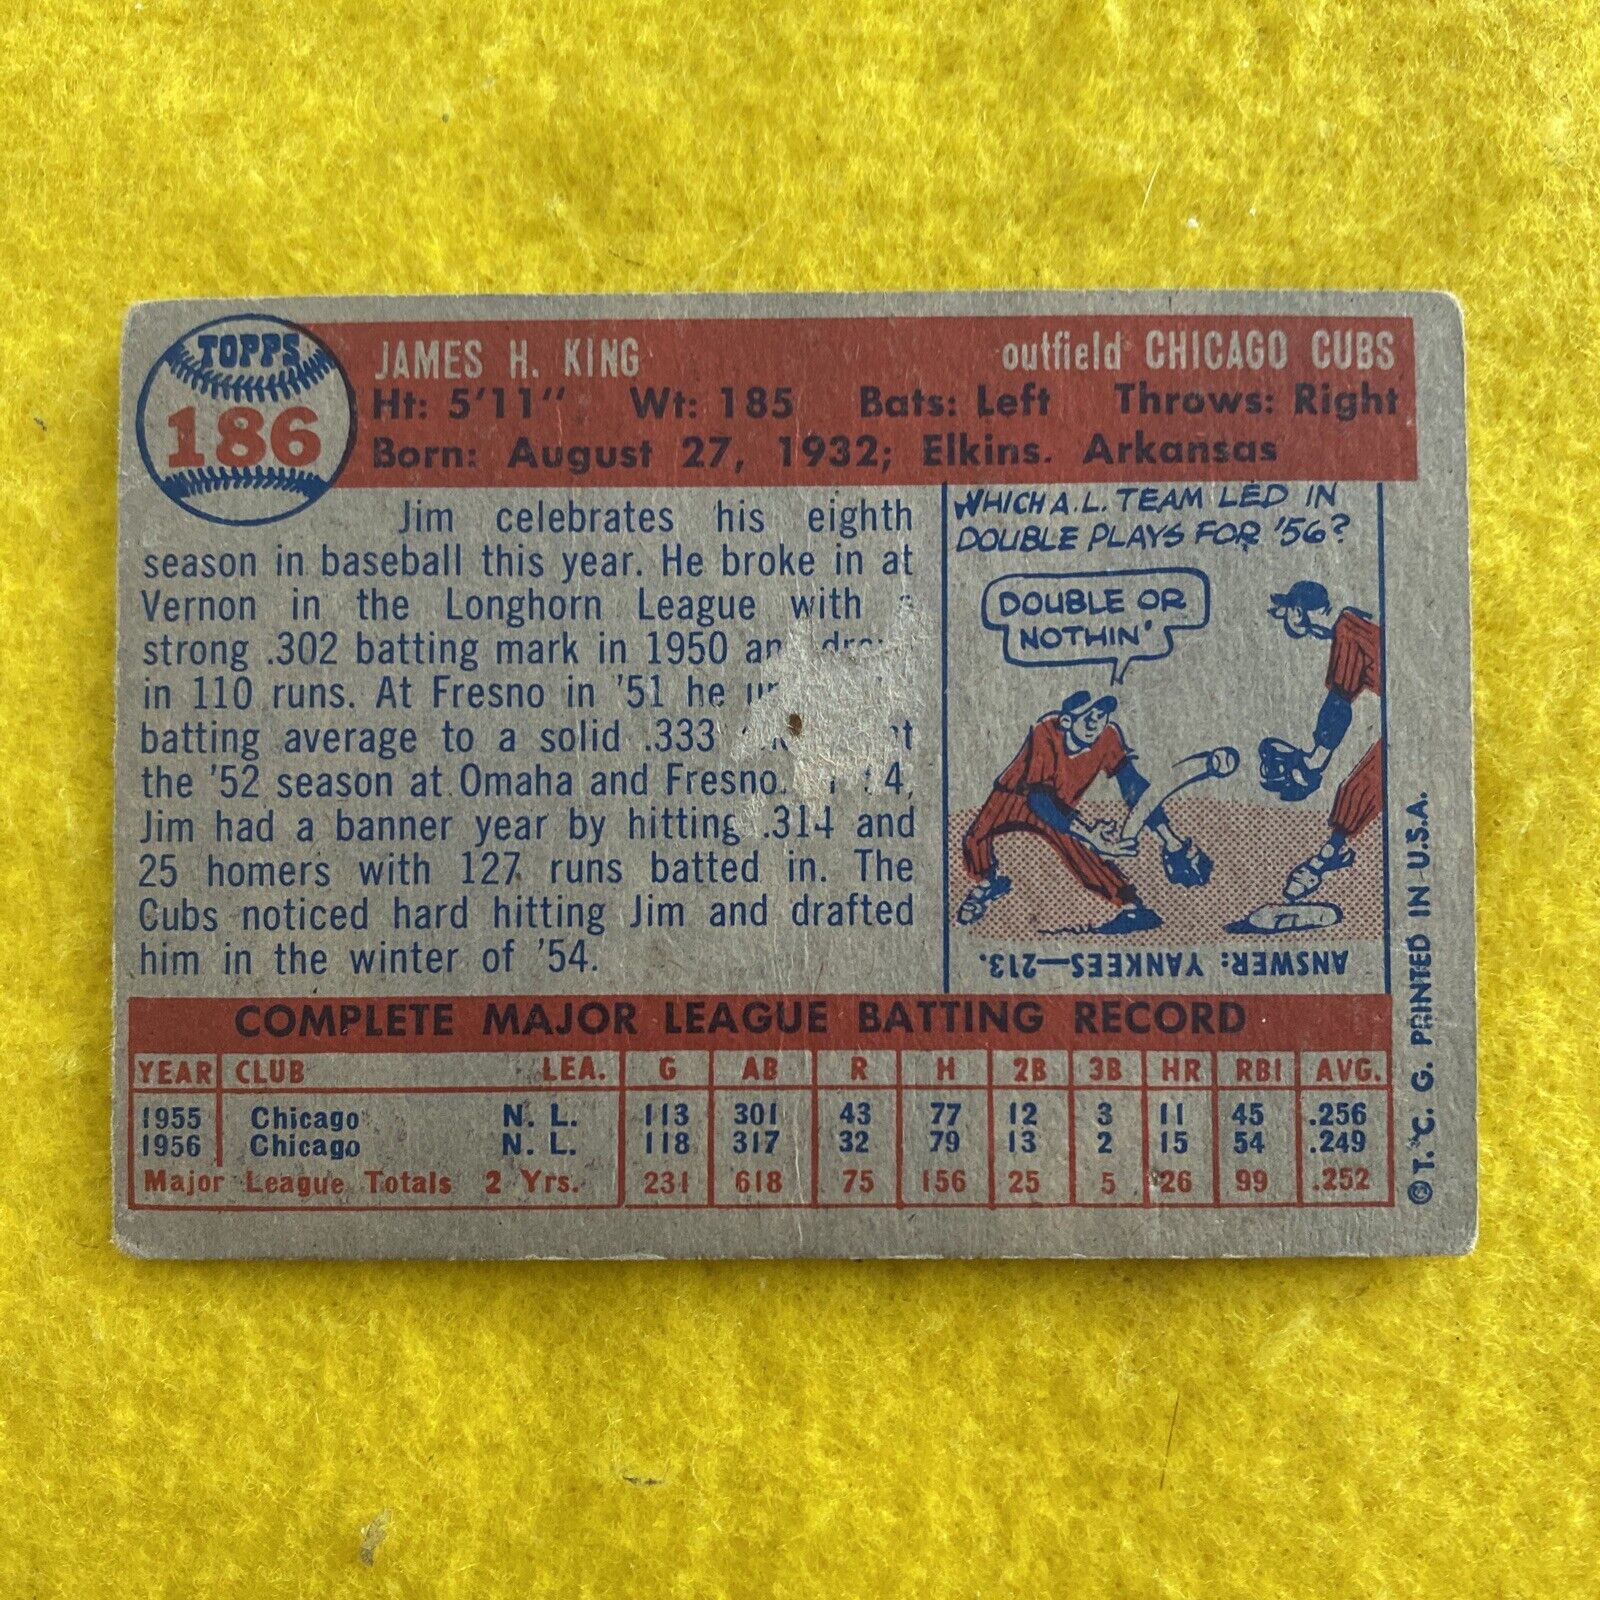 TOPPS
186
JAMES H. KING outfield CHICAGO CUBS
Ht: 5'11" Wt: 185 Bats: Left Throws: Right
Born: August 27, 1932; Elkins. Arkansas
Jim celebrates his eighth
season in baseball this year. He broke in at
Vernon in the Longhorn League with
strong .302 batting mark in 1950
in 110 runs. At Fresno in '51 he
batting average to a solid .333
the '52 season at Omaha and Fresno.
Jim had a banner year by hitting .314 and
25 homers with 127 runs batted in. The
Cubs noticed hard hitting Jim and drafted
him in the winter of '54.
WHICH A.L. TEAM LED IN
DOUBLE PLAYS FOR '56?
DOUBLE OR
NOTHIN'
ANSWER: YANKEES—213.
COMPLETE MAJOR LEAGUE BATTING RECORD
YEAR CLUB LEA. G AB R H 2B 3B HR RBI AVG.
1955 Chicago N. L. 113 301 43 77 12 3 11 45 .256
1956 Chicago N. L. 118 317 32 79 13 2 15 54 .249
Major League Totals 2 Yrs. 231 618 75 156 25 5 26 99 .252
© T. C. G. PRINTED IN U.S.A.